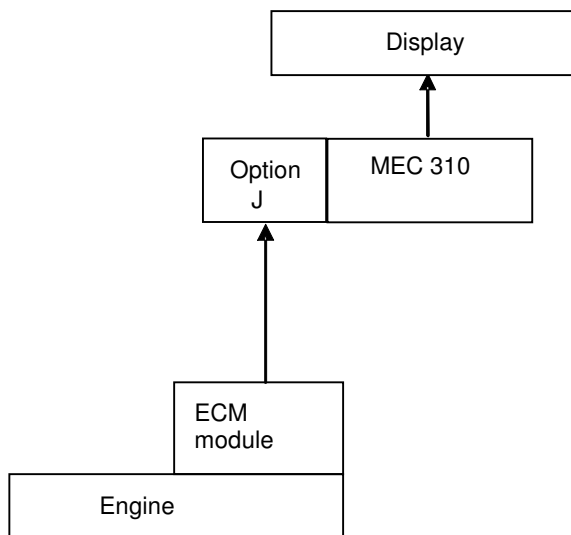 Display
Option
J
MEC 310
ECM
module
Engine